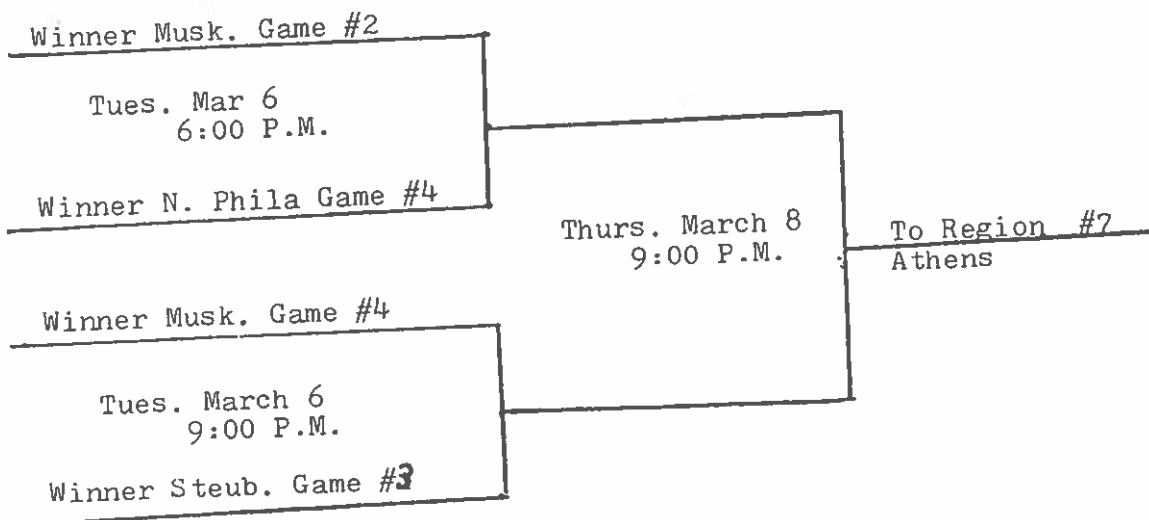 Winner Musk. Game #2
Tues. Mar 6
6:00 P.M.
Winner N. Phila Game #4
Thurs. March 8
9:00 P.M.
To Region #7
Athens
Winner Musk. Game #4
Tues. March 6
9:00 P.M.
Winner Steub. Game #3